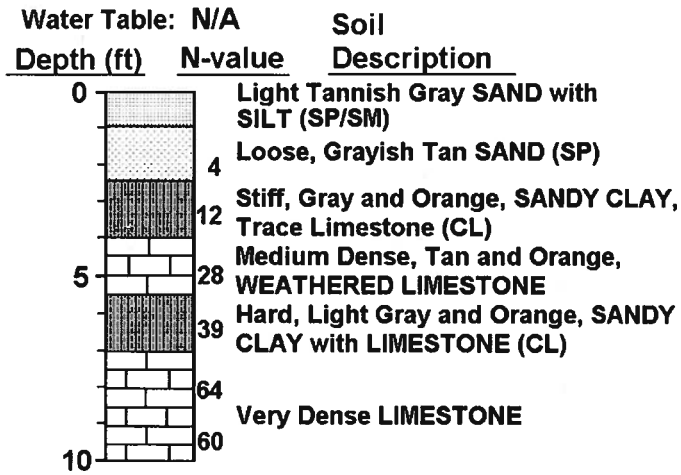 Water Table: N/A
Soil
Depth (ft) N-value Description
0
Light Tannish Gray SAND with
SILT (SP/SM)
4
Loose, Grayish Tan SAND (SP)
12
Stiff, Gray and Orange, SANDY CLAY,
Trace Limestone (CL)
5
28
Medium Dense, Tan and Orange,
WEATHERED LIMESTONE
39
Hard, Light Gray and Orange, SANDY
CLAY with LIMESTONE (CL)
64
Very Dense LIMESTONE
60
10